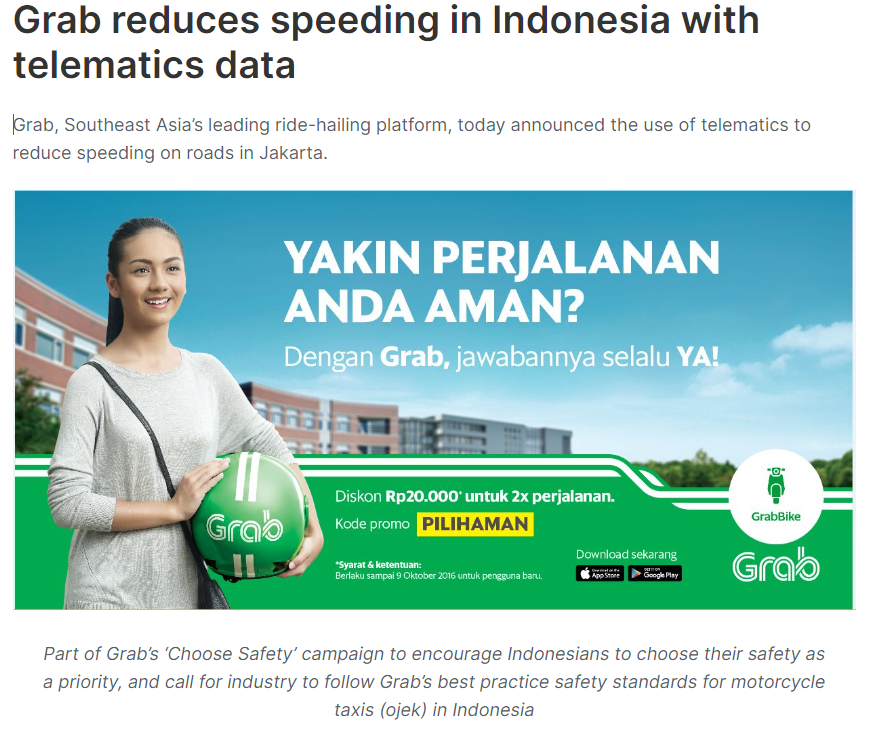 Grab reduces speeding in Indonesia with
telematics data
Grab, Southeast Asia’s leading ride-hailing platform, today announced the use of telematics to
reduce speeding on roads in Jakarta.
YAKIN PERJALANAN
ANDA AMAN?
Dengan Grab, jawabannya selalu YA!
Grab
Diskon Rp20.000* untuk 2x perjalanan.
Kode promo PILIHAMAN
*Syarat & ketentuan:
Berlaku sampai 9 Oktober 2016 untuk pengguna baru.
Download sekarang
App Store
Google Play
GrabBike
Grab
Part of Grab’s ‘Choose Safety’ campaign to encourage Indonesians to choose their safety as
a priority, and call for industry to follow Grab’s best practice safety standards for motorcycle
taxis (ojek) in Indonesia